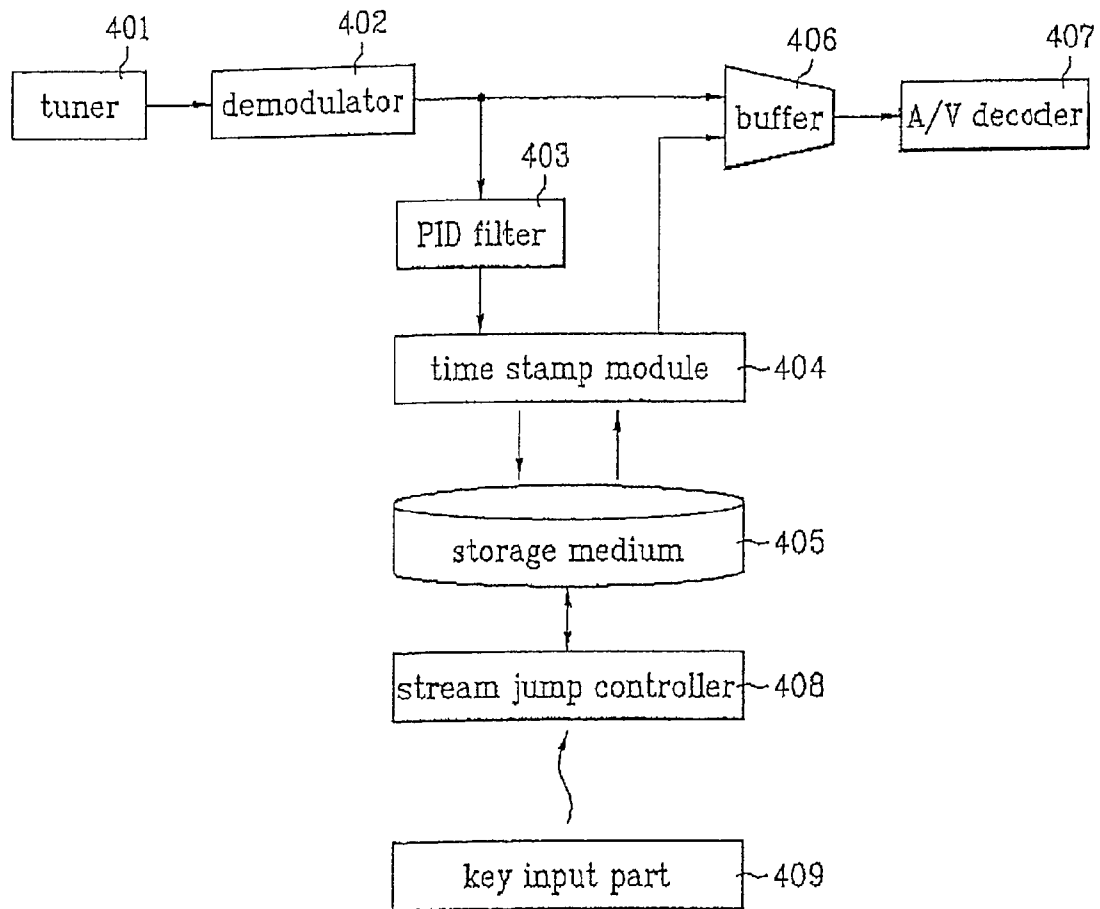 401
402
406
407
tuner
demodulator
buffer
A/V decoder
403
PID filter
time stamp module
404
storage medium
405
stream jump controller
408
key input part
409